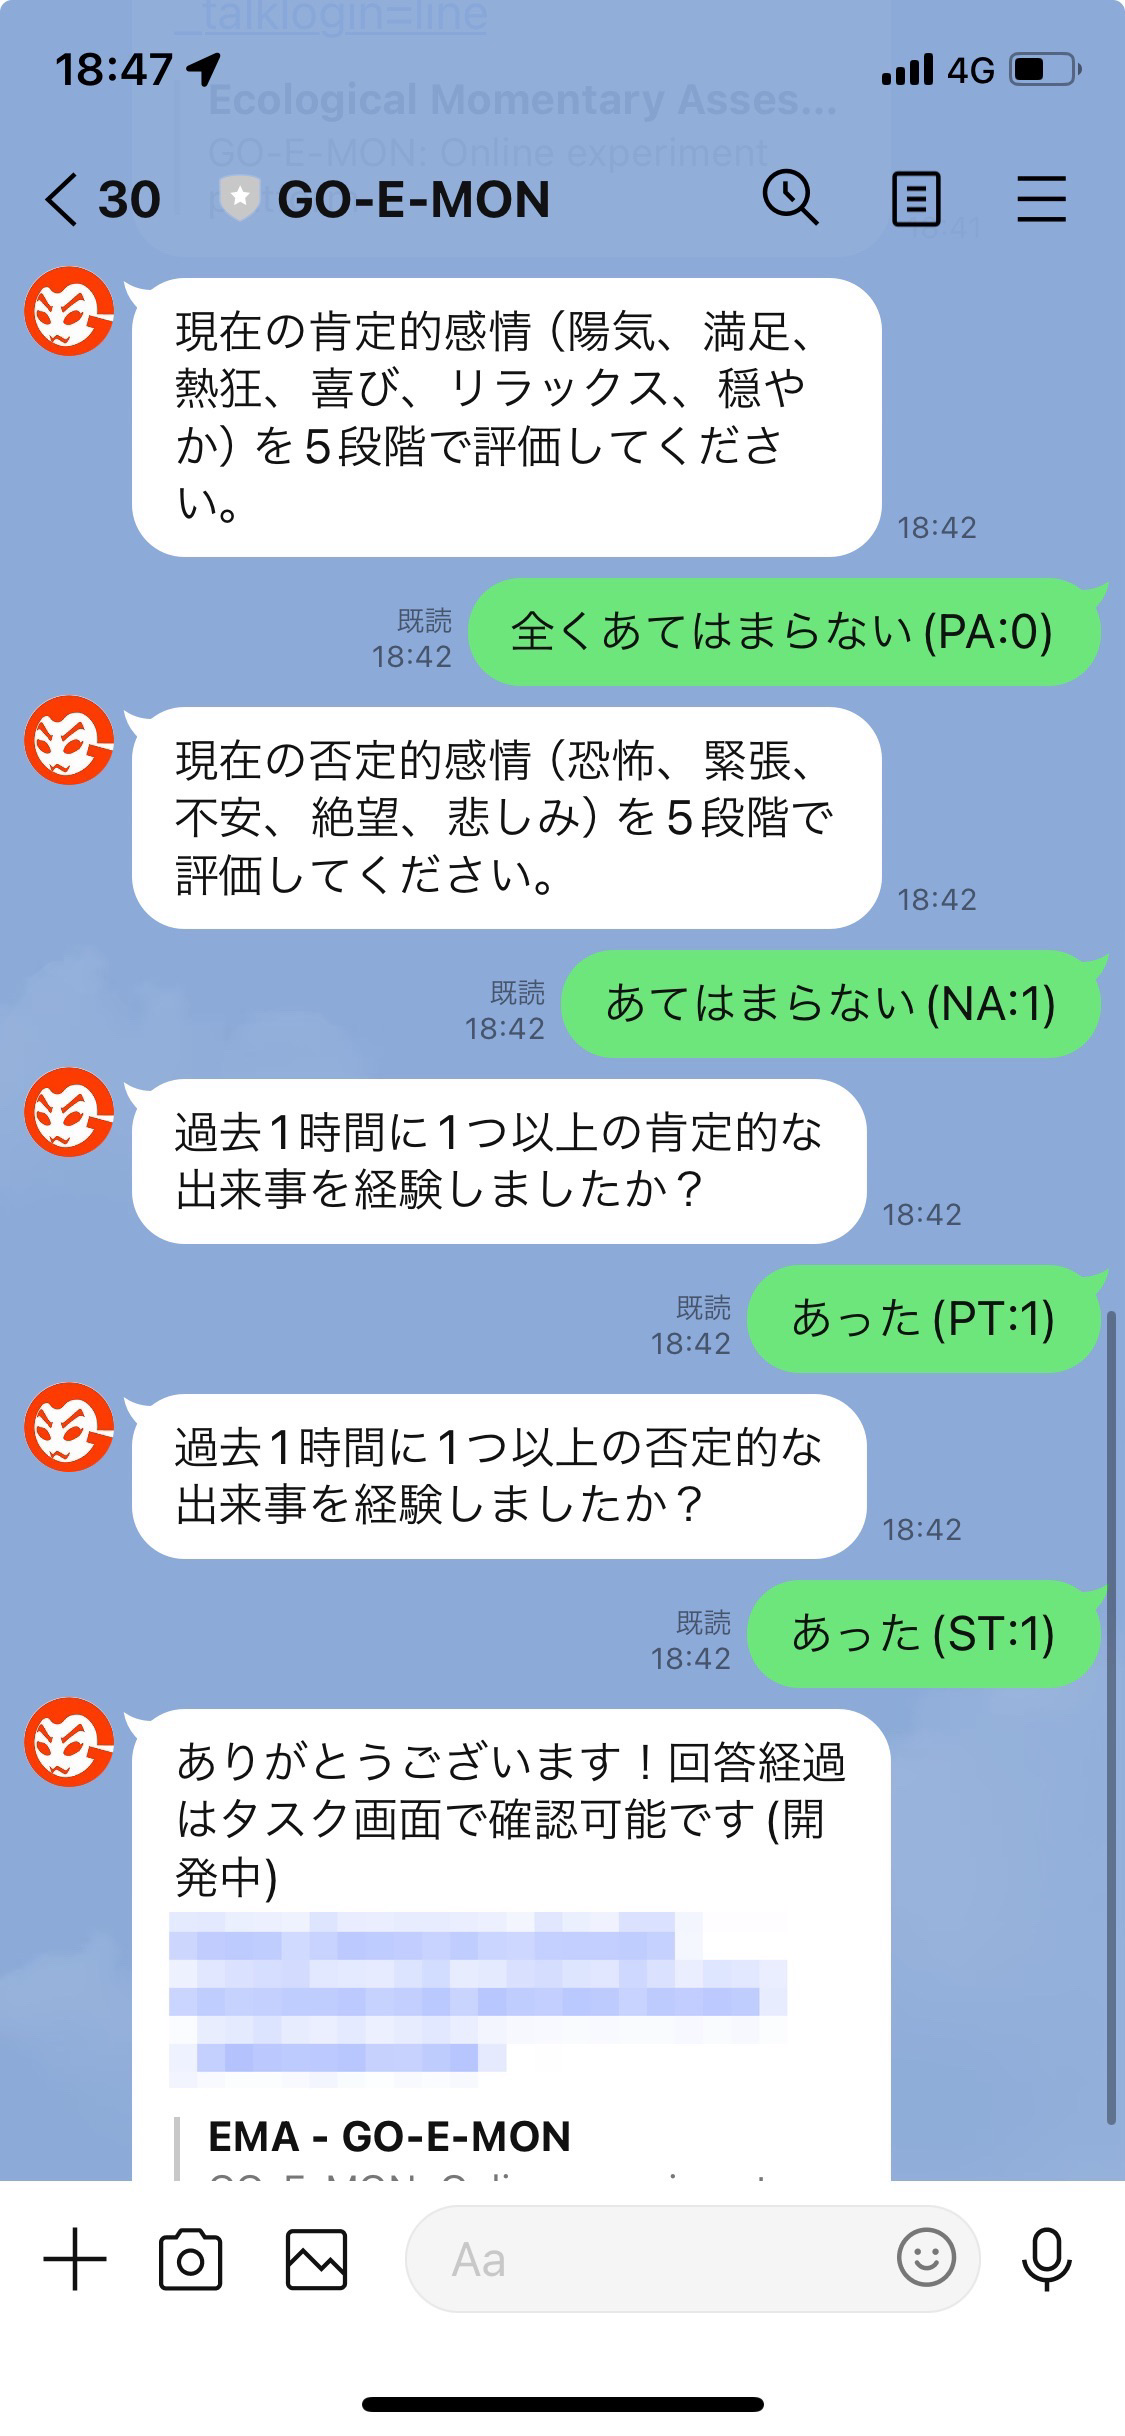 _talklogin=line
18:47
4G
Ecological Momentary Asses...
GO-E-MON: Online experiment
30
GO-E-MON
18:41
現在の肯定的感情（陽気、満足、
熱狂、喜び、リラックス、穏や
か）を5段階で評価してくださ
い。
18:42
既読
18:42
全くあてはまらない(PA:0)
現在の否定的感情（恐怖、緊張、
不安、絶望、悲しみ）を5段階で
評価してください。
18:42
既読
18:42
あてはまらない(NA:1)
過去1時間に1つ以上の肯定的な
出来事を経験しましたか？
18:42
既読
18:42
あった(PT:1)
過去1時間に1つ以上の否定的な
出来事を経験しましたか？
18:42
既読
18:42
あった(ST:1)
ありがとうございます！回答経過
はタスク画面で確認可能です(開
発中)
EMA - GO-E-MON
GO-E-MON: Online experiment
Aa